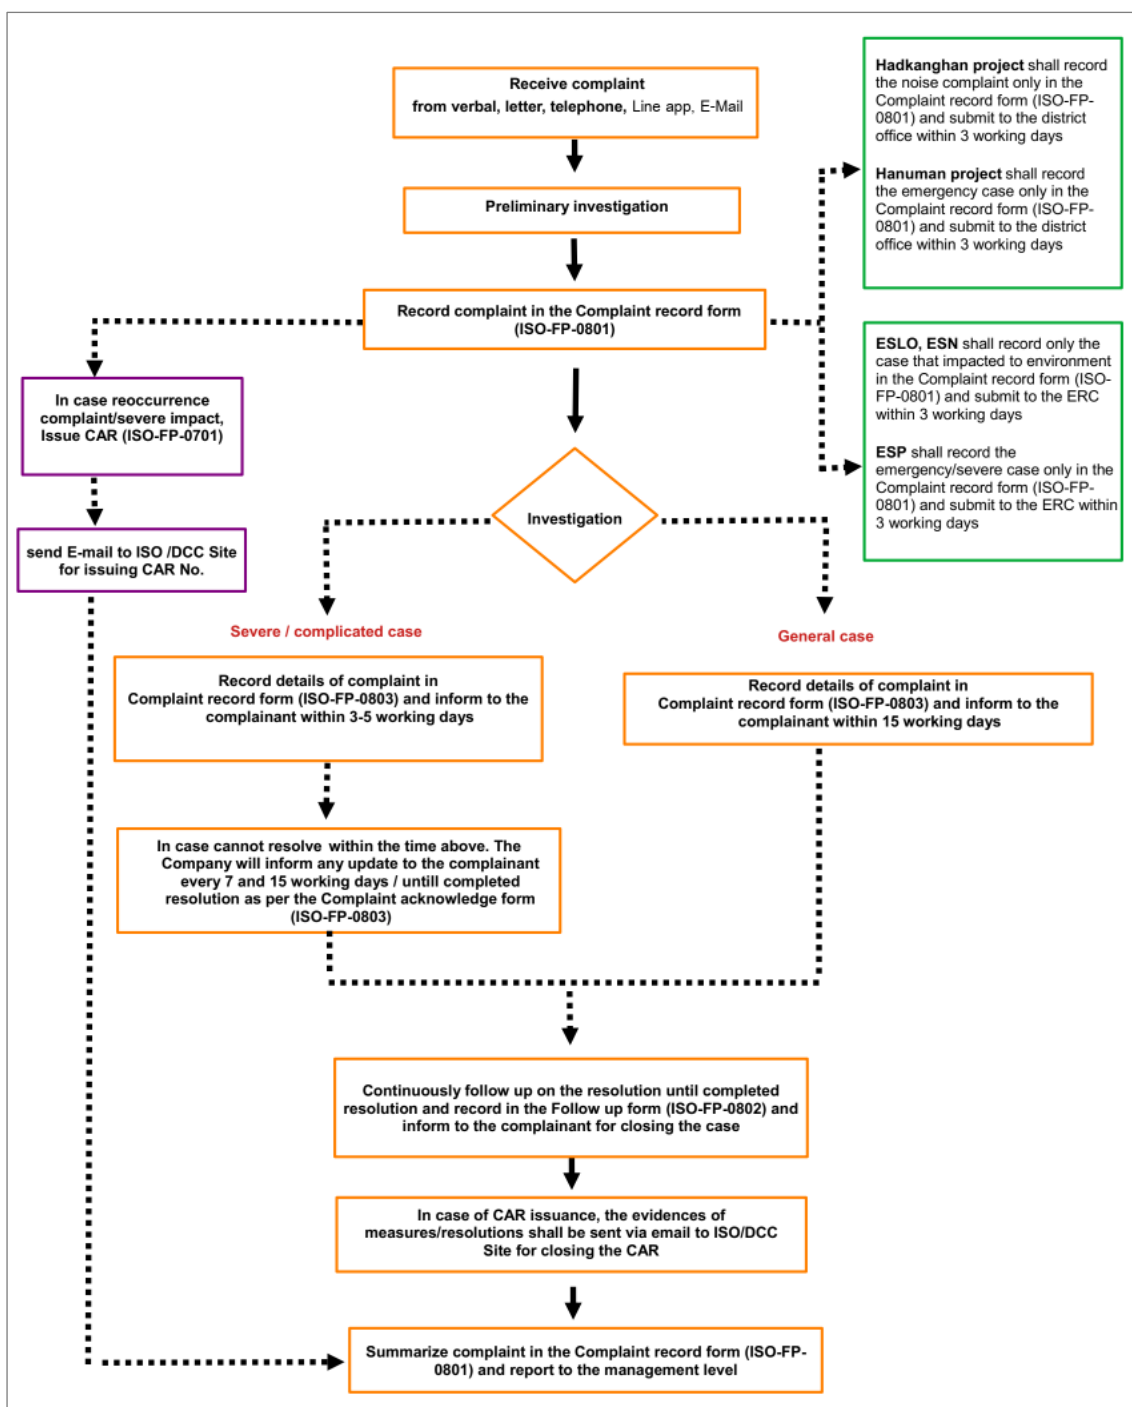 Receive complaint
from verbal, letter, telephone, Line app, E-Mail
Preliminary investigation
Record complaint in the Complaint record form
(ISO-FP-0801)
Hadkanghan project shall record
the noise complaint only in the
Complaint record form (ISO-FP-
0801) and submit to the district
office within 3 working days
Hanuman project shall record
the emergency case only in the
Complaint record form (ISO-FP-
0801) and submit to the district
office within 3 working days
ESLO, ESN shall record only the
case that impacted to environment
in the Complaint record form (ISO-
FP-0801) and submit to the ERC
within 3 working days
ESP shall record the
emergency/severe case only in the
Complaint record form (ISO-FP-
0801) and submit to the ERC within
3 working days
In case reoccurrence
complaint/severe impact,
Issue CAR (ISO-FP-0701)
send E-mail to ISO /DCC Site
for issuing CAR No.
Investigation
Severe / complicated case
General case
Record details of complaint in
Complaint record form (ISO-FP-0803) and inform to the
complainant within 3-5 working days
Record details of complaint in
Complaint record form (ISO-FP-0803) and inform to the
complainant within 15 working days
In case cannot resolve within the time above. The
Company will inform any update to the complainant
every 7 and 15 working days / untill completed
resolution as per the Complaint acknowledge form
(ISO-FP-0803)
Continuously follow up on the resolution until completed
resolution and record in the Follow up form (ISO-FP-0802) and
inform to the complainant for closing the case
In case of CAR issuance, the evidences of
measures/resolutions shall be sent via email to ISO/DCC
Site for closing the CAR
Summarize complaint in the Complaint record form (ISO-FP-
0801) and report to the management level